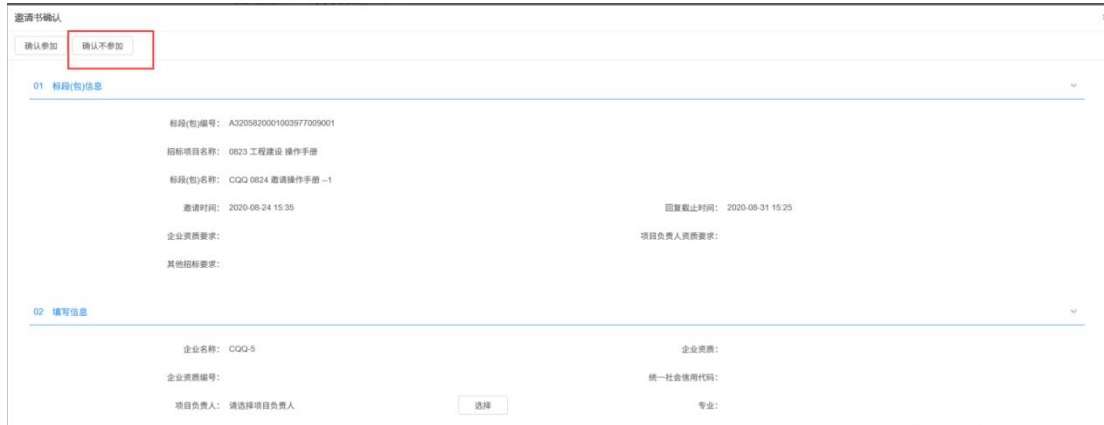 邀请书确认
确认参加 确认不参加
01 标段(包)信息
标段(包)编号： A3205820001003977009001
招标项目名称： 0823 工程建设 操作手册
标段(包)名称： CQQ 0824 邀请操作手册 --1
邀请时间： 2020-08-24 15:35 回复截止时间： 2020-08-31 15:25
企业资质要求： 项目负责人资质要求：
其他招标要求：
02 填写信息
企业名称： CQQ-5 企业资质：
企业资质编号： 统一社会信用代码：
项目负责人： 请选择项目负责人 选择 专业：